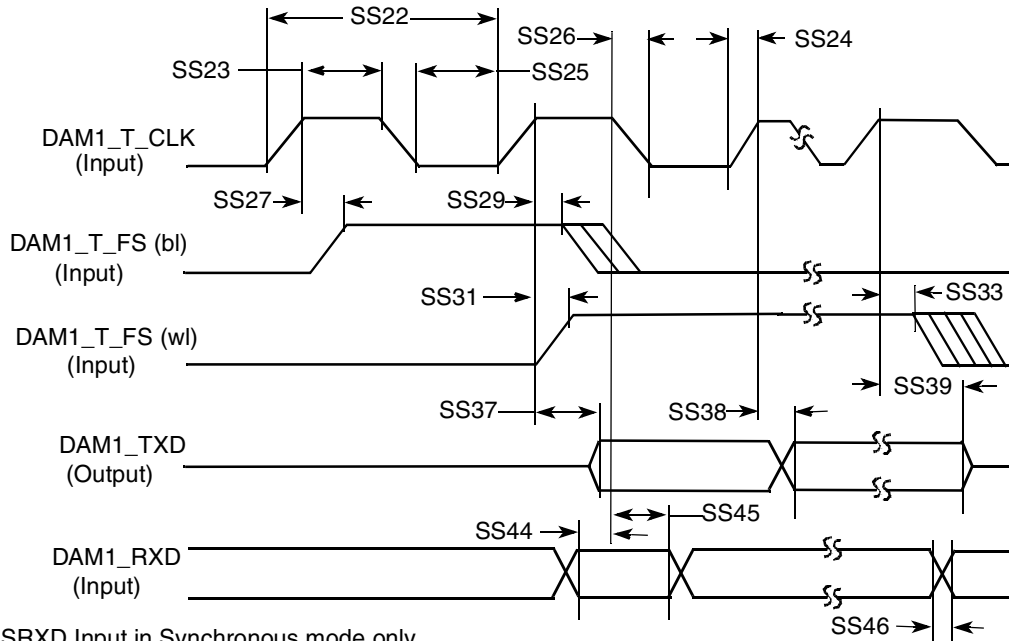 SS22
SS26
SS24
SS23
SS25
DAM1_T_CLK
(Input)
SS27
SS29
DAM1_T_FS (bl)
(Input)
SS31
SS33
DAM1_T_FS (wl)
(Input)
SS39
SS37
SS38
DAM1_TXD
(Output)
SS45
SS44
DAM1_RXD
(Input)
SS46
SRXD Input in Synchronous mode only